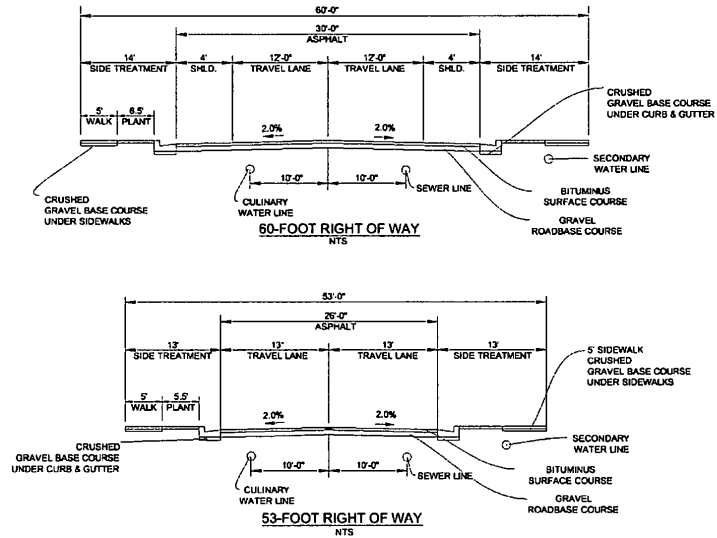 60'-0"
30'-0"
ASPHALT
14' 4' 12'-0" 12'-0" 4' 14'
SIDE TREATMENT SHLD. TRAVEL LANE TRAVEL LANE SHLD. SIDE TREATMENT
CRUSHED
GRAVEL BASE COURSE
UNDER CURB & GUTTER
5' 6.5'
WALK PLANT
2.0% 2.0%
SECONDARY
WATER LINE
10'-0" 10'-0"
SEWER LINE
BITUMINUS
SURFACE COURSE
CRUSHED
GRAVEL BASE COURSE
UNDER SIDEWALKS
CULINARY
WATER LINE
GRAVEL
ROADBASE COURSE
60-FOOT RIGHT OF WAY
NTS
53'-0"
26'-0"
ASPHALT
13' 13' 13' 13'
SIDE TREATMENT TRAVEL LANE TRAVEL LANE SIDE TREATMENT
5' SIDEWALK
CRUSHED
GRAVEL BASE COURSE
UNDER SIDEWALKS
5' 5.5'
WALK PLANT
2.0% 2.0%
CRUSHED
GRAVEL BASE COURSE
UNDER CURB & GUTTER
SECONDARY
WATER LINE
10'-0" 10'-0"
SEWER LINE
BITUMINUS
SURFACE COURSE
CULINARY
WATER LINE
GRAVEL
ROADBASE COURSE
53-FOOT RIGHT OF WAY
NTS